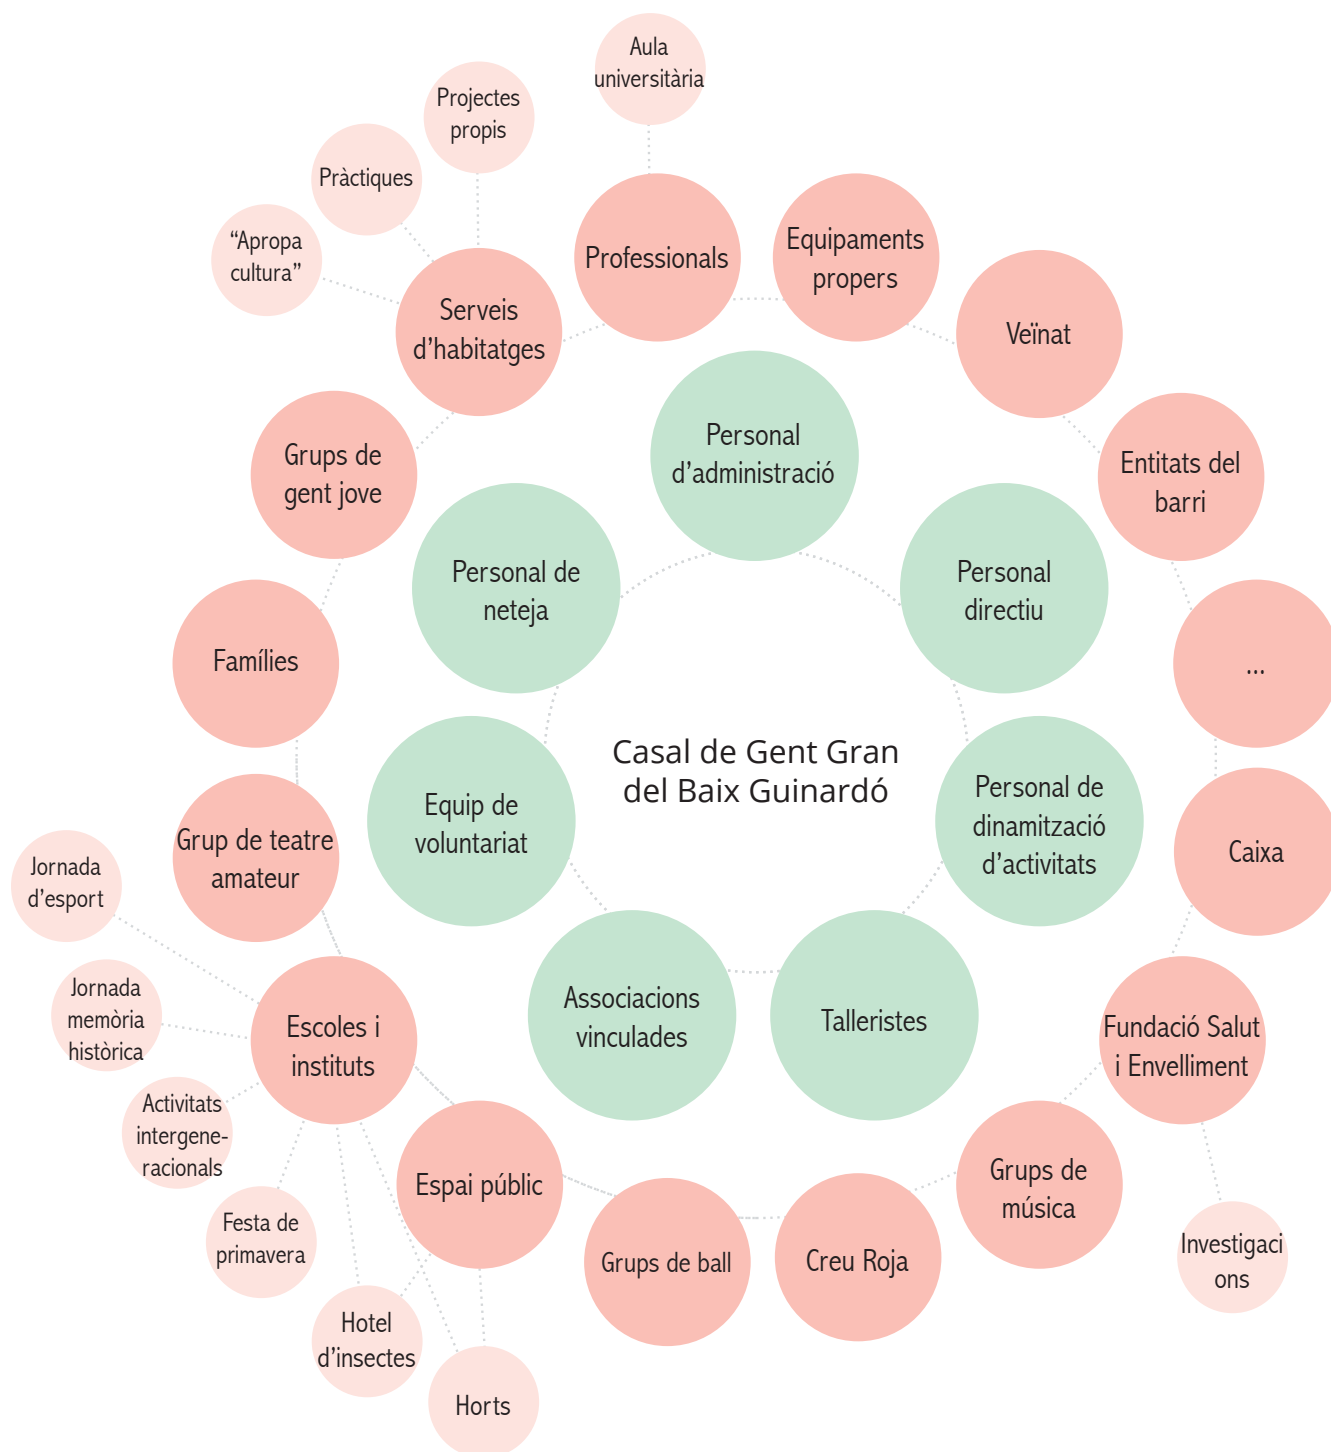 Aula
universitària
Projectes
propis
Pràctiques
“Apropa
cultura”
Professionals
Equipaments
propers
Veïnat
Serveis
d’habitatges
Entitats del
barri
Grups de
gent jove
Personal
d’administració
Personal de
neteja
Personal
directiu
Famílies
...
Casal de Gent Gran
del Baix Guinardó
Equip de
voluntariat
Personal de
dinamització
d’activitats
Grup de teatre
amateur
Caixa
Jornada
d’esport
Jornada
memòria
històrica
Escoles i
instituts
Associacions
vinculades
Talleristes
Fundació Salut
i Envelliment
Activitats
intergene-
racionals
Espai públic
Grups de
música
Festa de
primavera
Grups de ball
Creu Roja
Investigaci
ons
Hotel
d’insectes
Horts